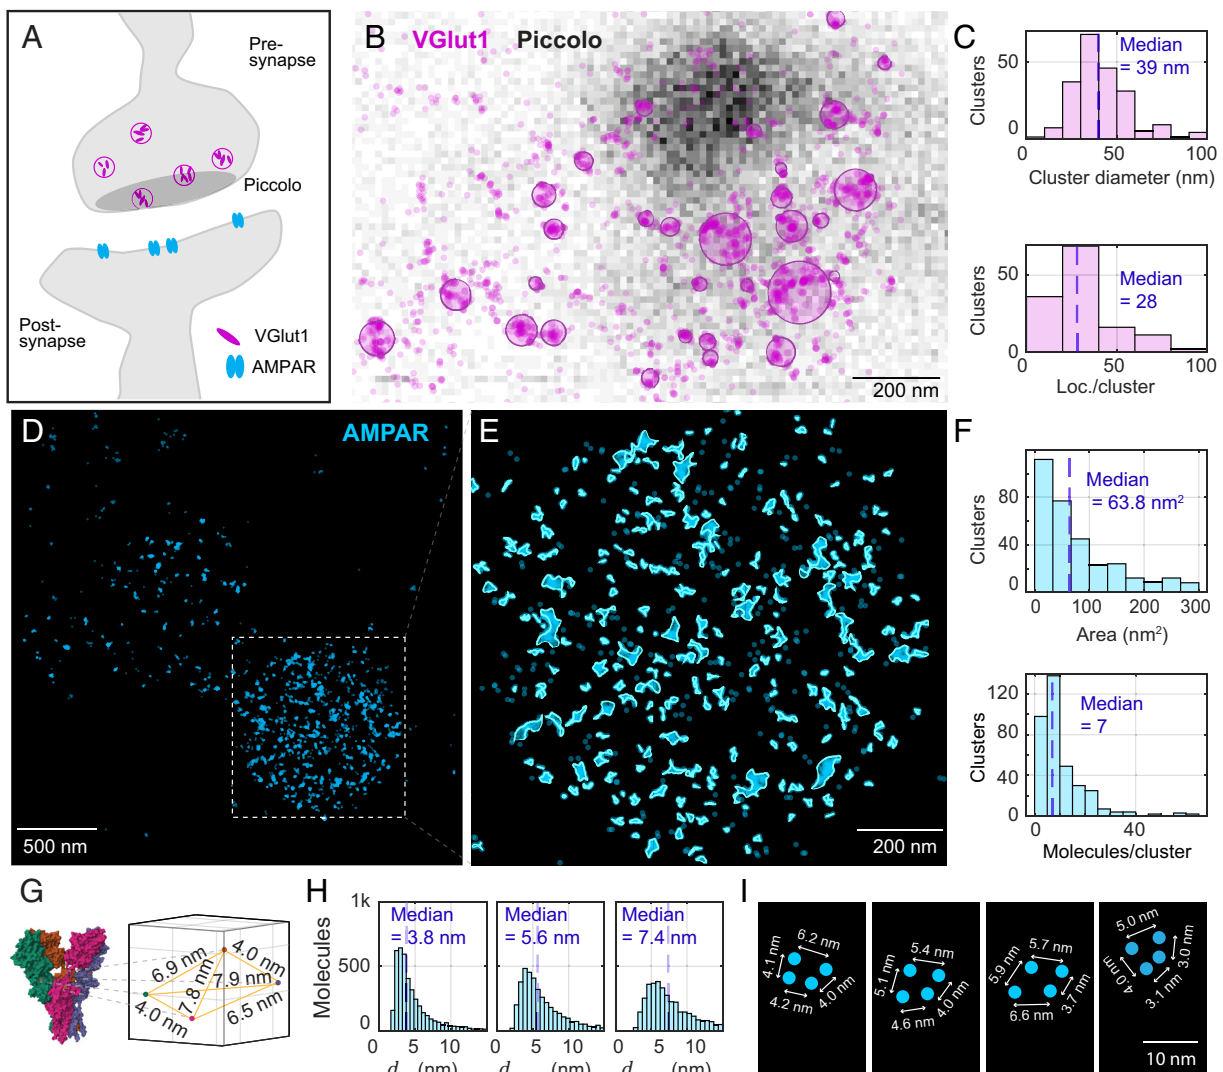 A
Pre-
synapse
Piccolo
Post-
synapse
VGlut1
AMPAR
B
VGlut1 Piccolo
200 nm
C
Clusters
50
0
Median
= 39 nm
0 50 100
Cluster diameter (nm)
Clusters
50
0
Median
= 28
0 50 100
Loc./cluster
D
AMPAR
500 nm
E
200 nm
F
Clusters
80
40
0
Median
= 63.8 nm²
0 100 200 300
Area (nm²)
Clusters
120
80
40
0
Median
= 7
0 40
Molecules/cluster
G
6.9 nm
4.0 nm
7.8 nm
7.9 nm
4.0 nm
6.5 nm
H
Molecules
1k
500
0
Median
= 3.8 nm
0 5 10
d (nm)
Median
= 5.6 nm
0 5 10
d (nm)
Median
= 7.4 nm
0 5 10
d (nm)
I
6.2 nm
4.1 nm
4.2 nm
4.0 nm
5.4 nm
5.1 nm
4.6 nm
4.0 nm
5.7 nm
5.9 nm
6.6 nm
3.7 nm
5.0 nm
4.0 nm
3.0 nm
3.1 nm
10 nm